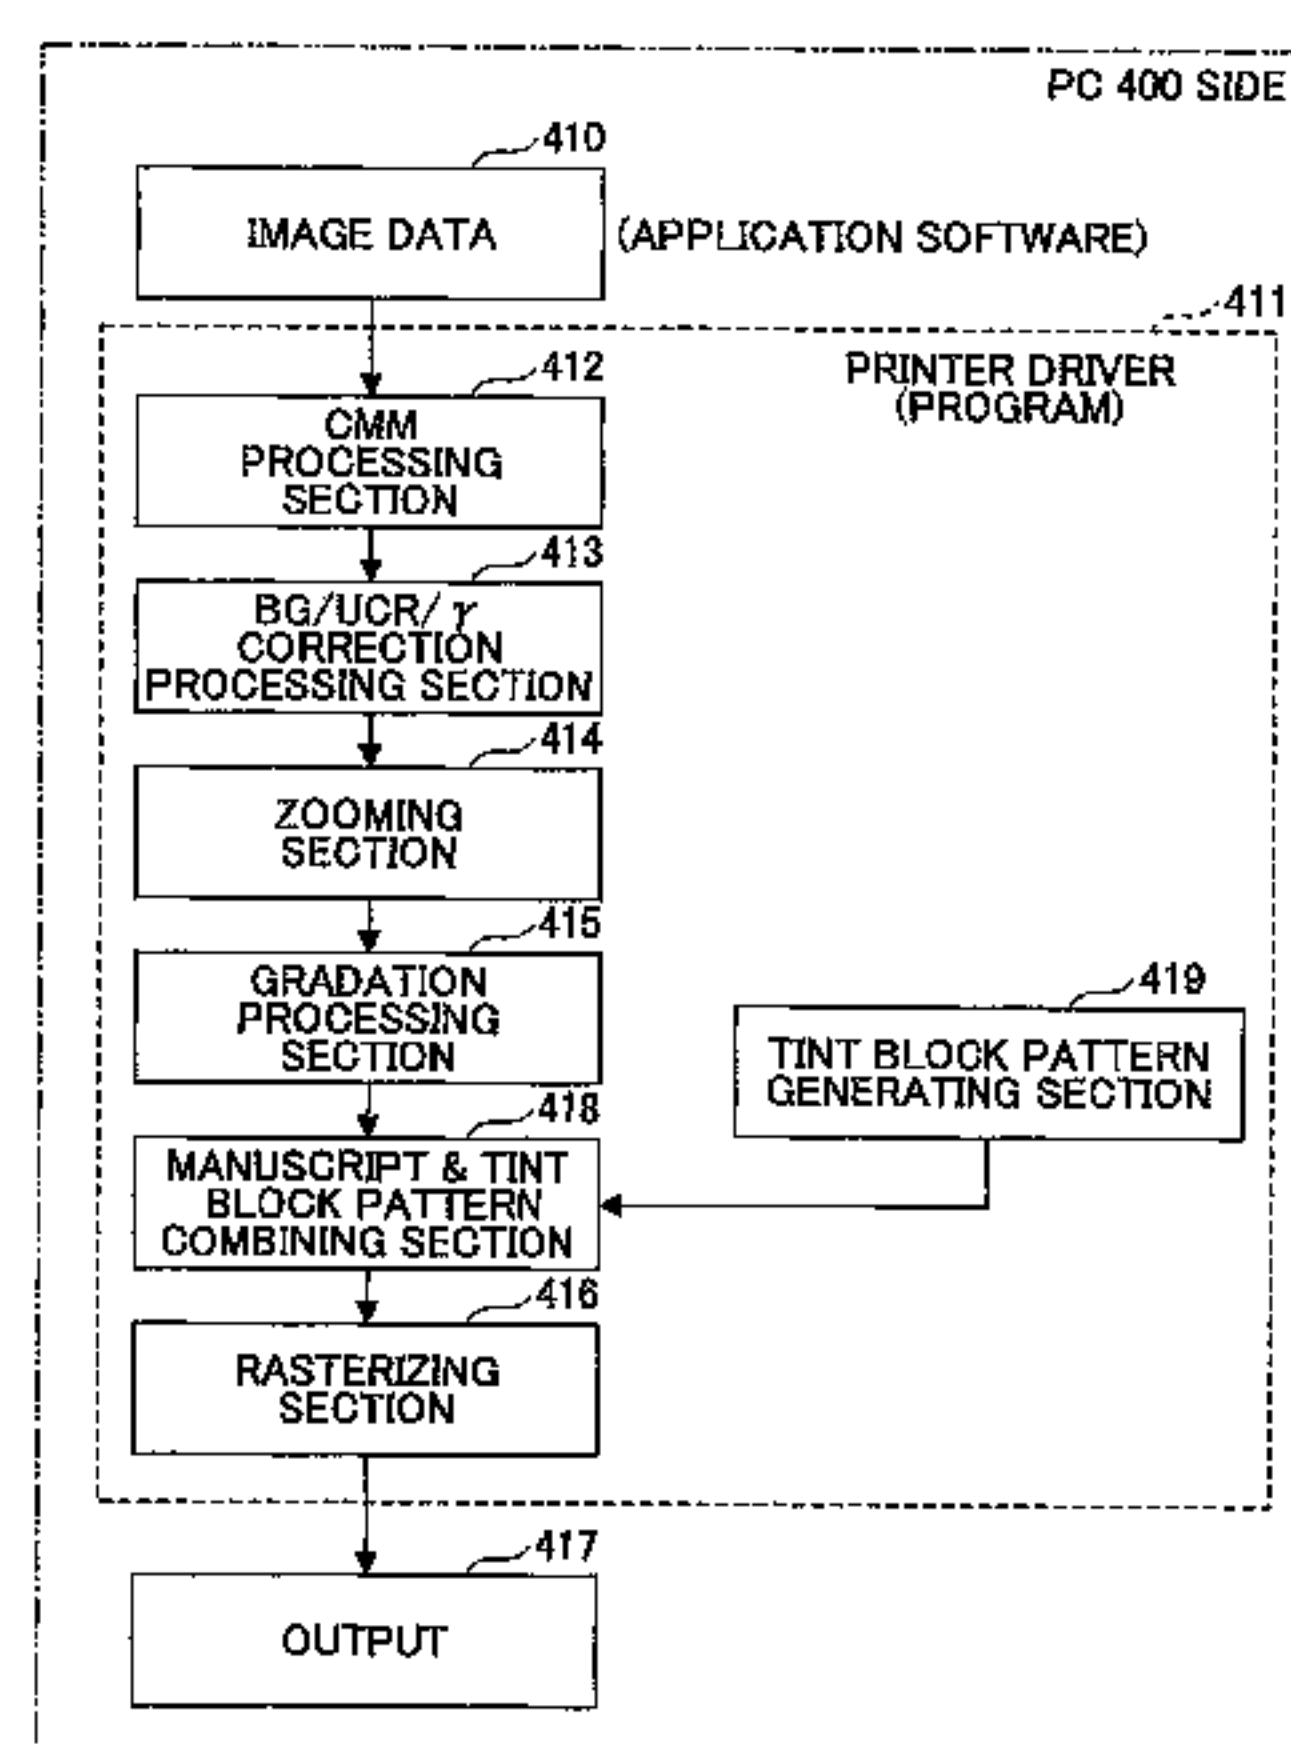 PC 400 SIDE
410
IMAGE DATA
(APPLICATION SOFTWARE)
411
PRINTER DRIVER
(PROGRAM)
412
CMM
PROCESSING
SECTION
413
BG/UCR/γ
CORRECTION
PROCESSING SECTION
414
ZOOMING
SECTION
415
GRADATION
PROCESSING
SECTION
419
TINT BLOCK PATTERN
GENERATING SECTION
418
MANUSCRIPT & TINT
BLOCK PATTERN
COMBINING SECTION
416
RASTERIZING
SECTION
417
OUTPUT